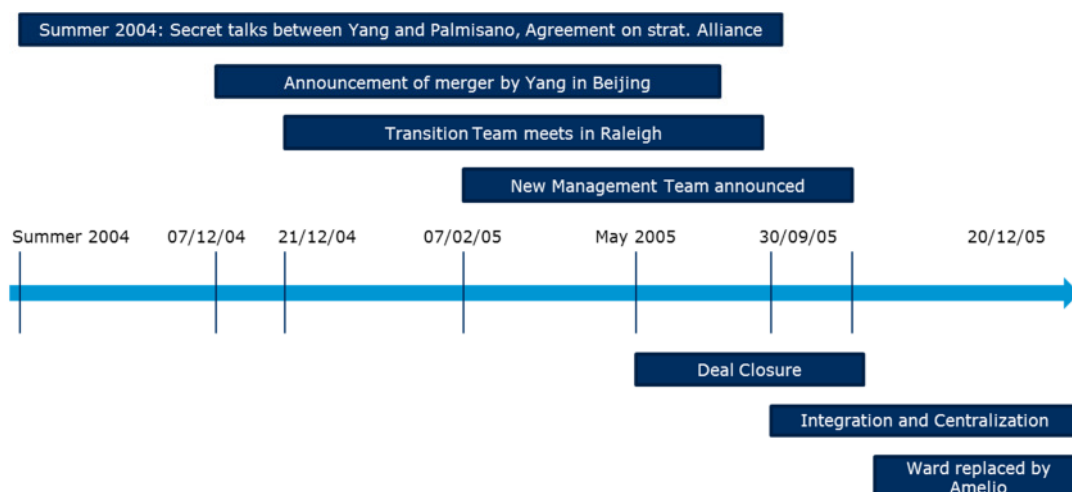 Summer 2004: Secret talks between Yang and Palmisano, Agreement on strat. Alliance
Announcement of merger by Yang in Beijing
Transition Team meets in Raleigh
New Management Team announced
Summer 2004 07/12/04 21/12/04 07/02/05 May 2005 30/09/05 20/12/05
Deal Closure
Integration and Centralization
Ward replaced by
Amelio